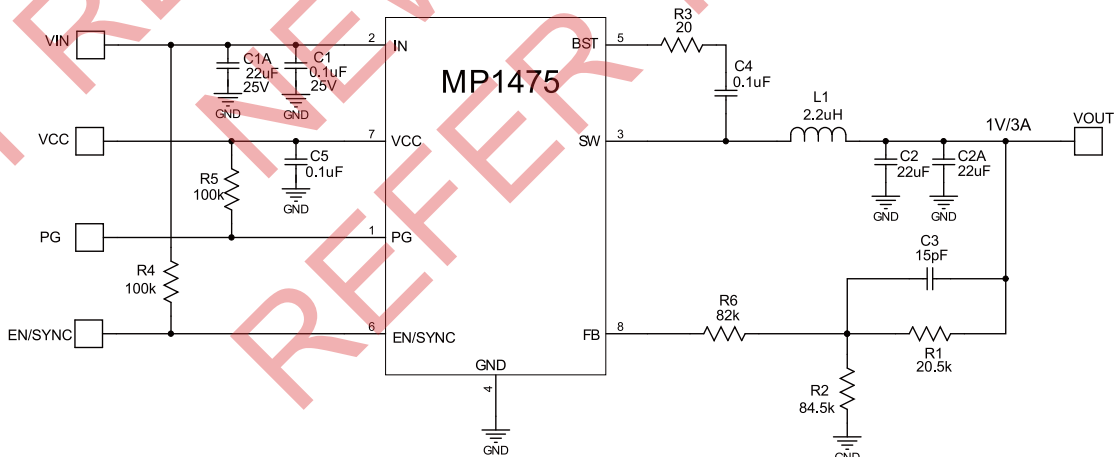 VIN
VCC
PG
EN/SYNC
C1A
22uF
25V
GND
C1
0.1uF
25V
GND
C5
0.1uF
GND
R5
100k
R4
100k
MP1475
2
IN
7
VCC
1
PG
6
EN/SYNC
GND
4
GND
BST
5
SW
3
FB
8
R3
20
C4
0.1uF
L1
2.2uH
C2
22uF
GND
C2A
22uF
GND
1V/3A
VOUT
C3
15pF
R6
82k
R1
20.5k
R2
84.5k
GND
RE
NEW
REFER T